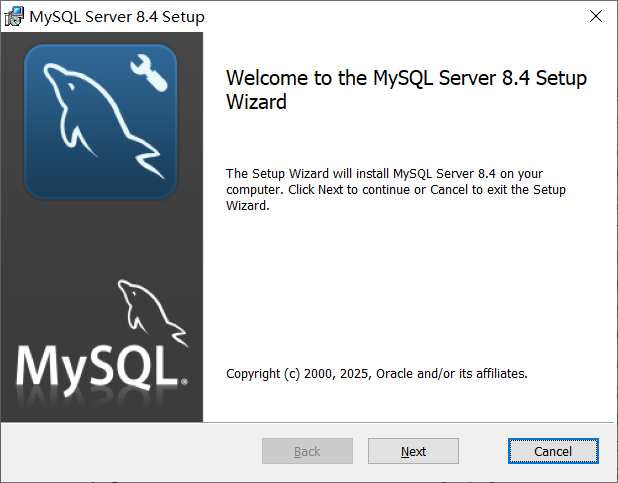 MySQL Server 8.4 Setup
Welcome to the MySQL Server 8.4 Setup
Wizard
The Setup Wizard will install MySQL Server 8.4 on your
computer. Click Next to continue or Cancel to exit the Setup
Wizard.
MySQL®
Copyright (c) 2000, 2025, Oracle and/or its affiliates.
Back
Next
Cancel